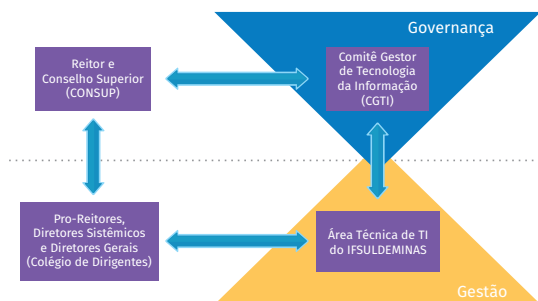 Governança
Reitor e
Conselho Superior
(CONSUP)
Comitê Gestor
de Tecnologia
da Informação
(CGTI)
Pro-Reitores,
Diretores Sistêmicos
e Diretores Gerais
(Colégio de Dirigentes)
Área Técnica de TI
do IFSULDEMINAS
Gestão